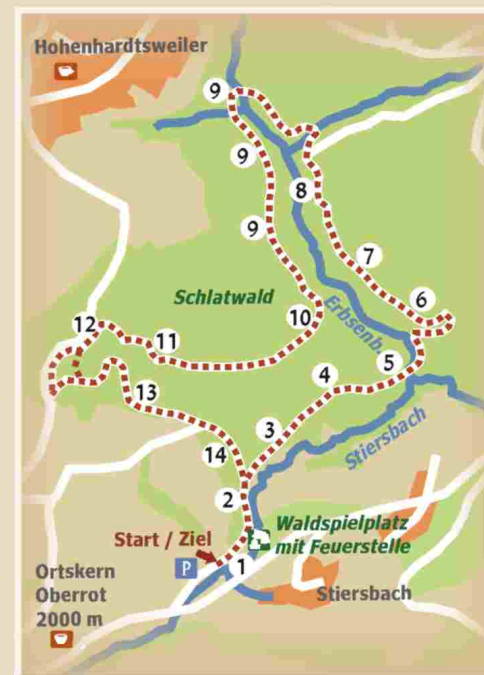 Hohenhardtsweiler
9
9
8
9
7
Schlatwald
6
10
Erbsenb.
12
11
5
4
13
Stiersbach
3
14
2
Waldspielplatz
mit Feuerstelle
Start / Ziel
1
P
Ortskern
Oberrot
2000 m
Stiersbach